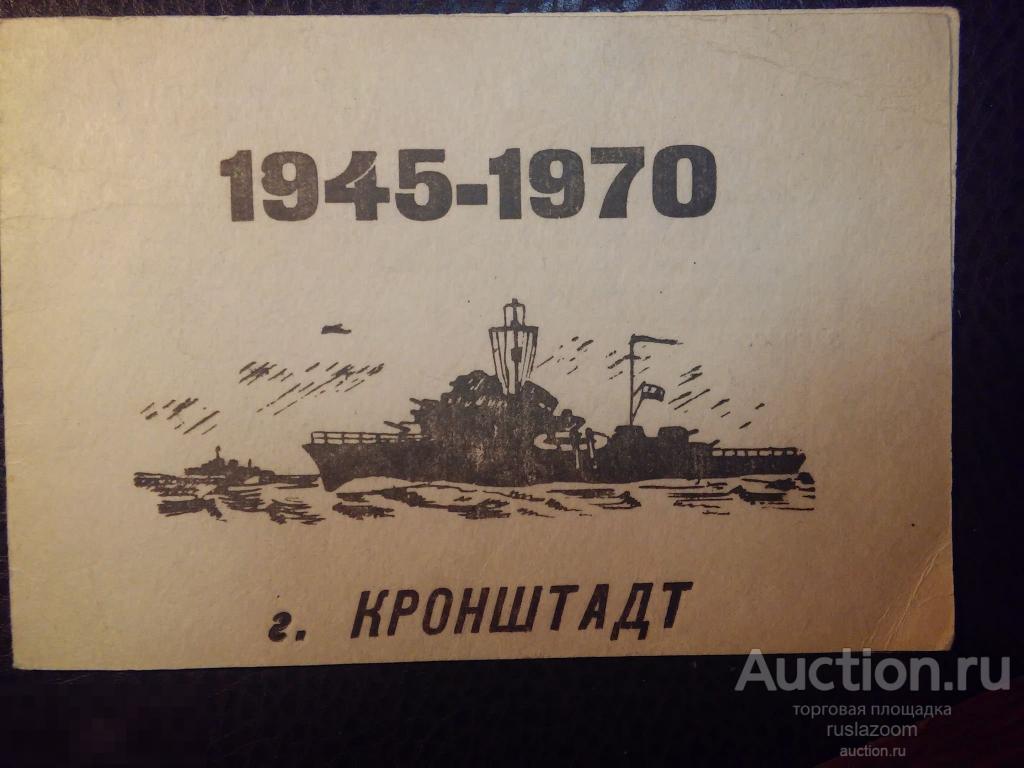 1945-1970
г. КРОНШТАДТ
Auction.ru
торговая площадка
ruslazoom
auction.ru